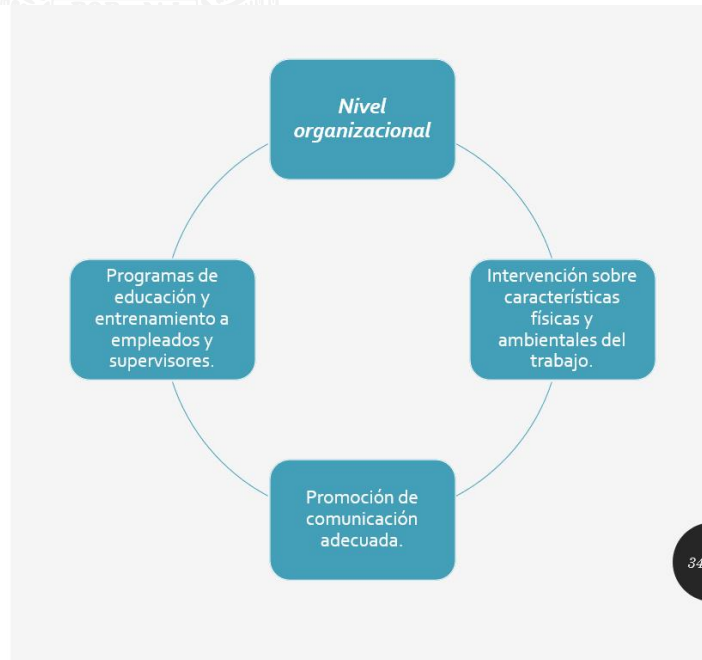 Nivel
organizacional
Intervención sobre
características
físicas y
ambientales del
trabajo.
Promoción de
comunicación
adecuada.
Programas de
educación y
entrenamiento a
empleados y
supervisores.
34